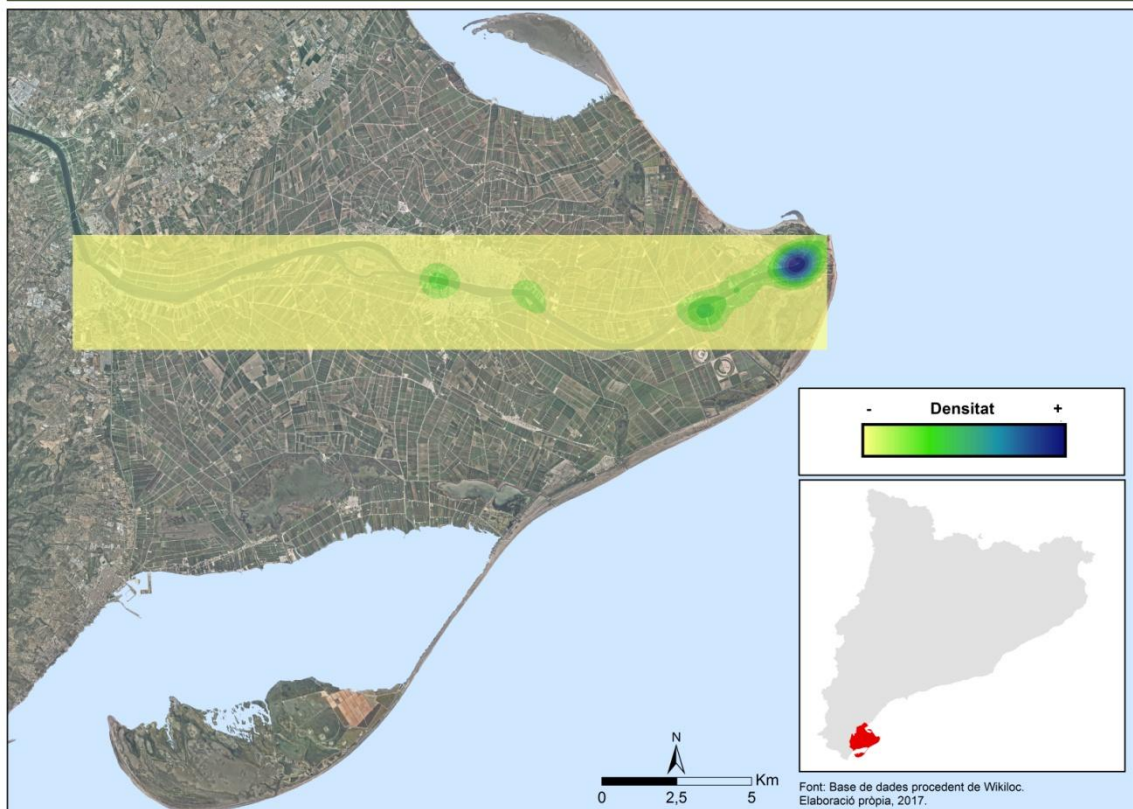 - Densitat +
N
Km
0 2,5 5
Font: Base de dades procedent de Wikiloc.
Elaboració pròpia, 2017.